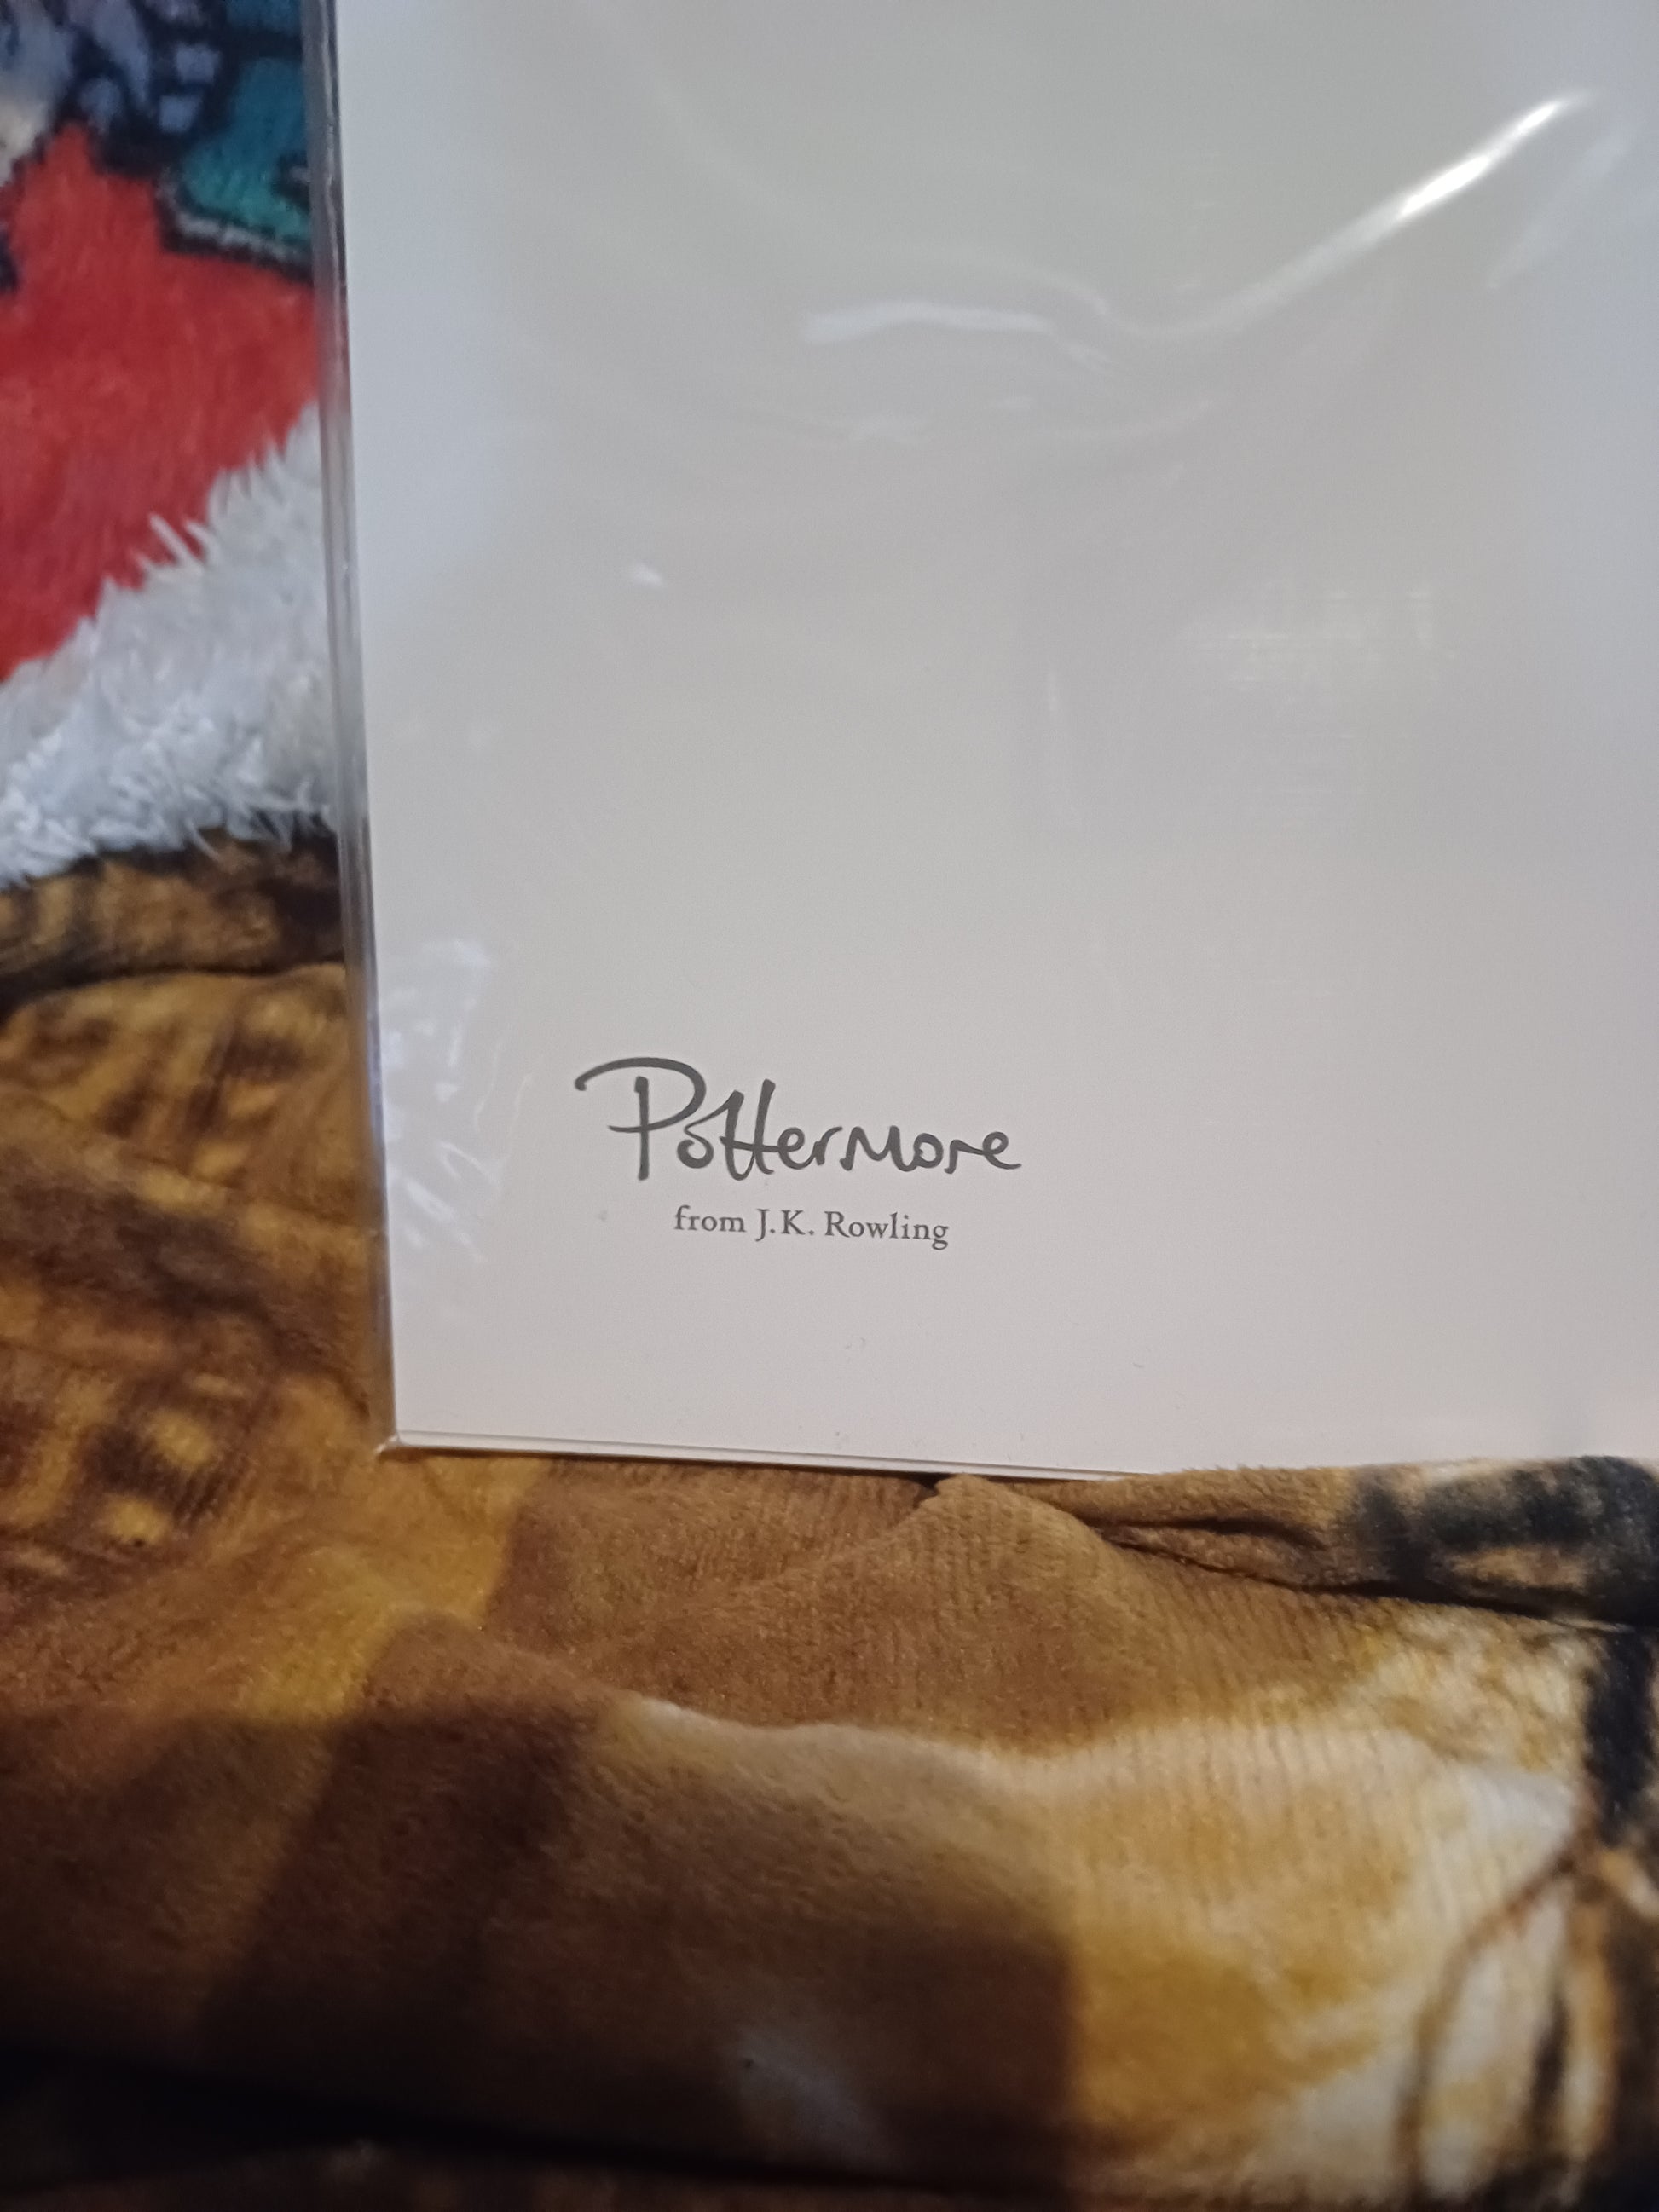 Pottermore
from J.K. Rowling